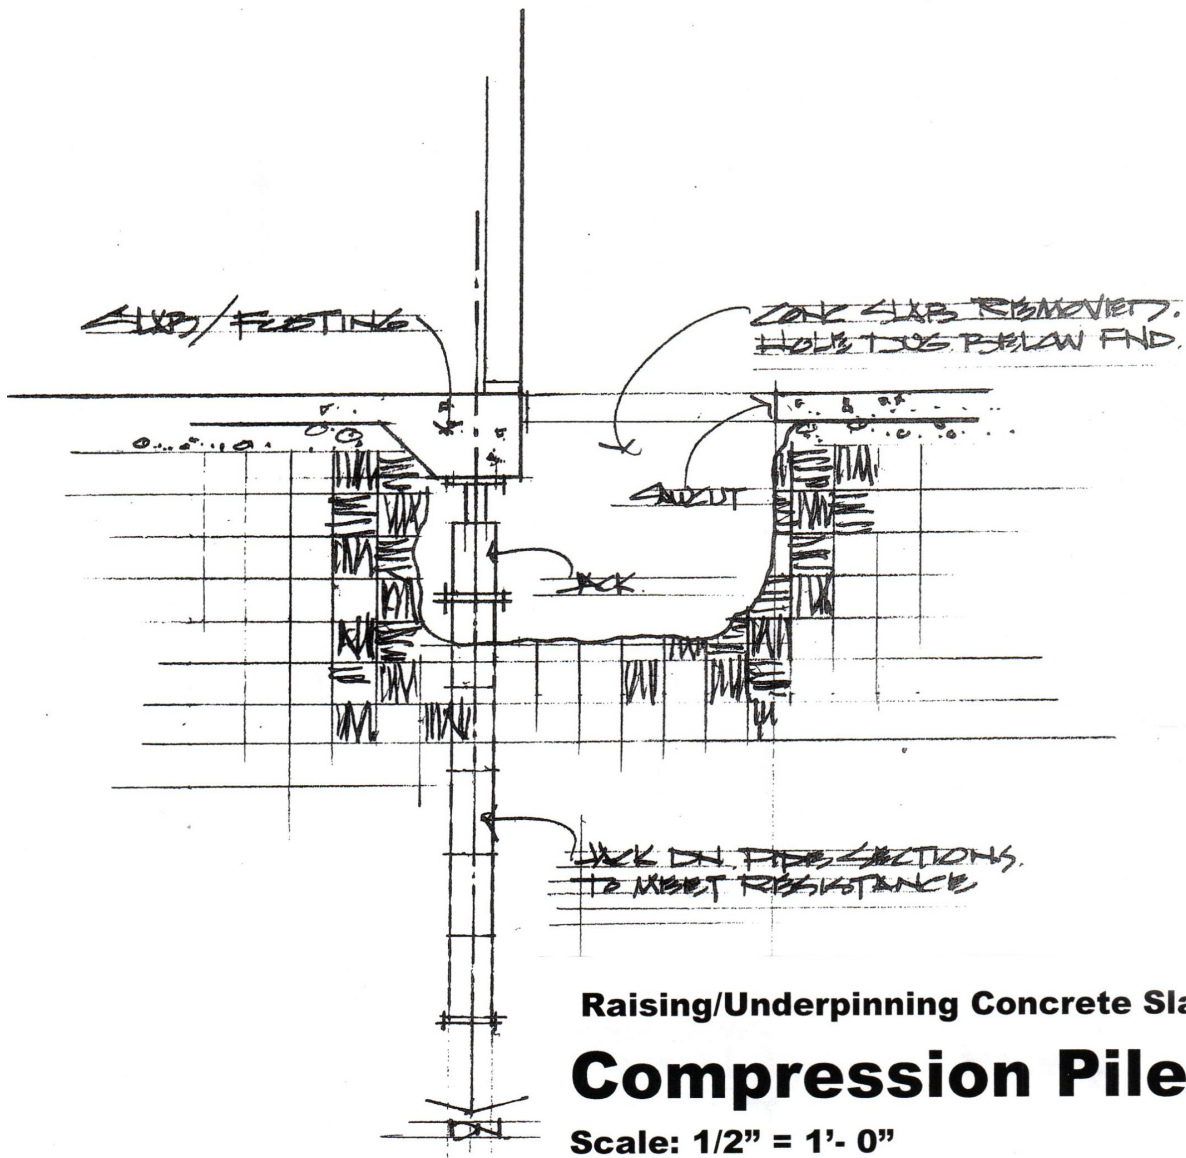 SLAB/FOOTING
CONC SLAB REMOVED.
HOLE DUG BELOW FND.
SAWCUT
JACK
JACK DN. PIPE SECTIONS.
TO MEET RESISTANCE
Raising/Underpinning Concrete Sla
Compression Pile
Scale: 1/2” = 1’- 0”
DN